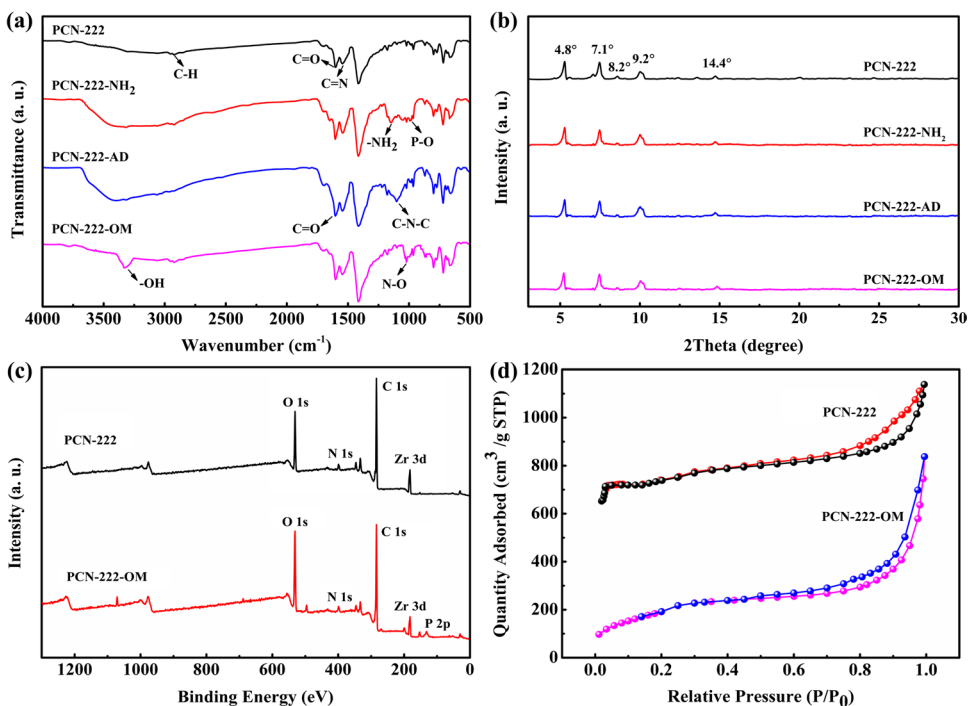 (a)
PCN-222
C-H
C=O
C=N
PCN-222-NH₂
-NH₂
P-O
PCN-222-AD
C=O
C-N-C
PCN-222-OM
-OH
N-O
Transmittance (a. u.)
4000 3500 3000 2500 2000 1500 1000 500
Wavenumber (cm⁻¹)
(b)
4.8°
7.1°
8.2°
9.2°
14.4°
PCN-222
PCN-222-NH₂
PCN-222-AD
PCN-222-OM
Intensity (a. u.)
5 10 15 20 25 30
2Theta (degree)
(c)
C 1s
O 1s
PCN-222
N 1s
Zr 3d
O 1s
C 1s
PCN-222-OM
N 1s
Zr 3d
P 2p
Intensity (a. u.)
1200 1000 800 600 400 200 0
Binding Energy (eV)
(d)
PCN-222
PCN-222-OM
Quantity Adsorbed (cm³ /g STP)
1200
1000
800
600
400
200
0
0.0 0.2 0.4 0.6 0.8 1.0
Relative Pressure (P/P₀)